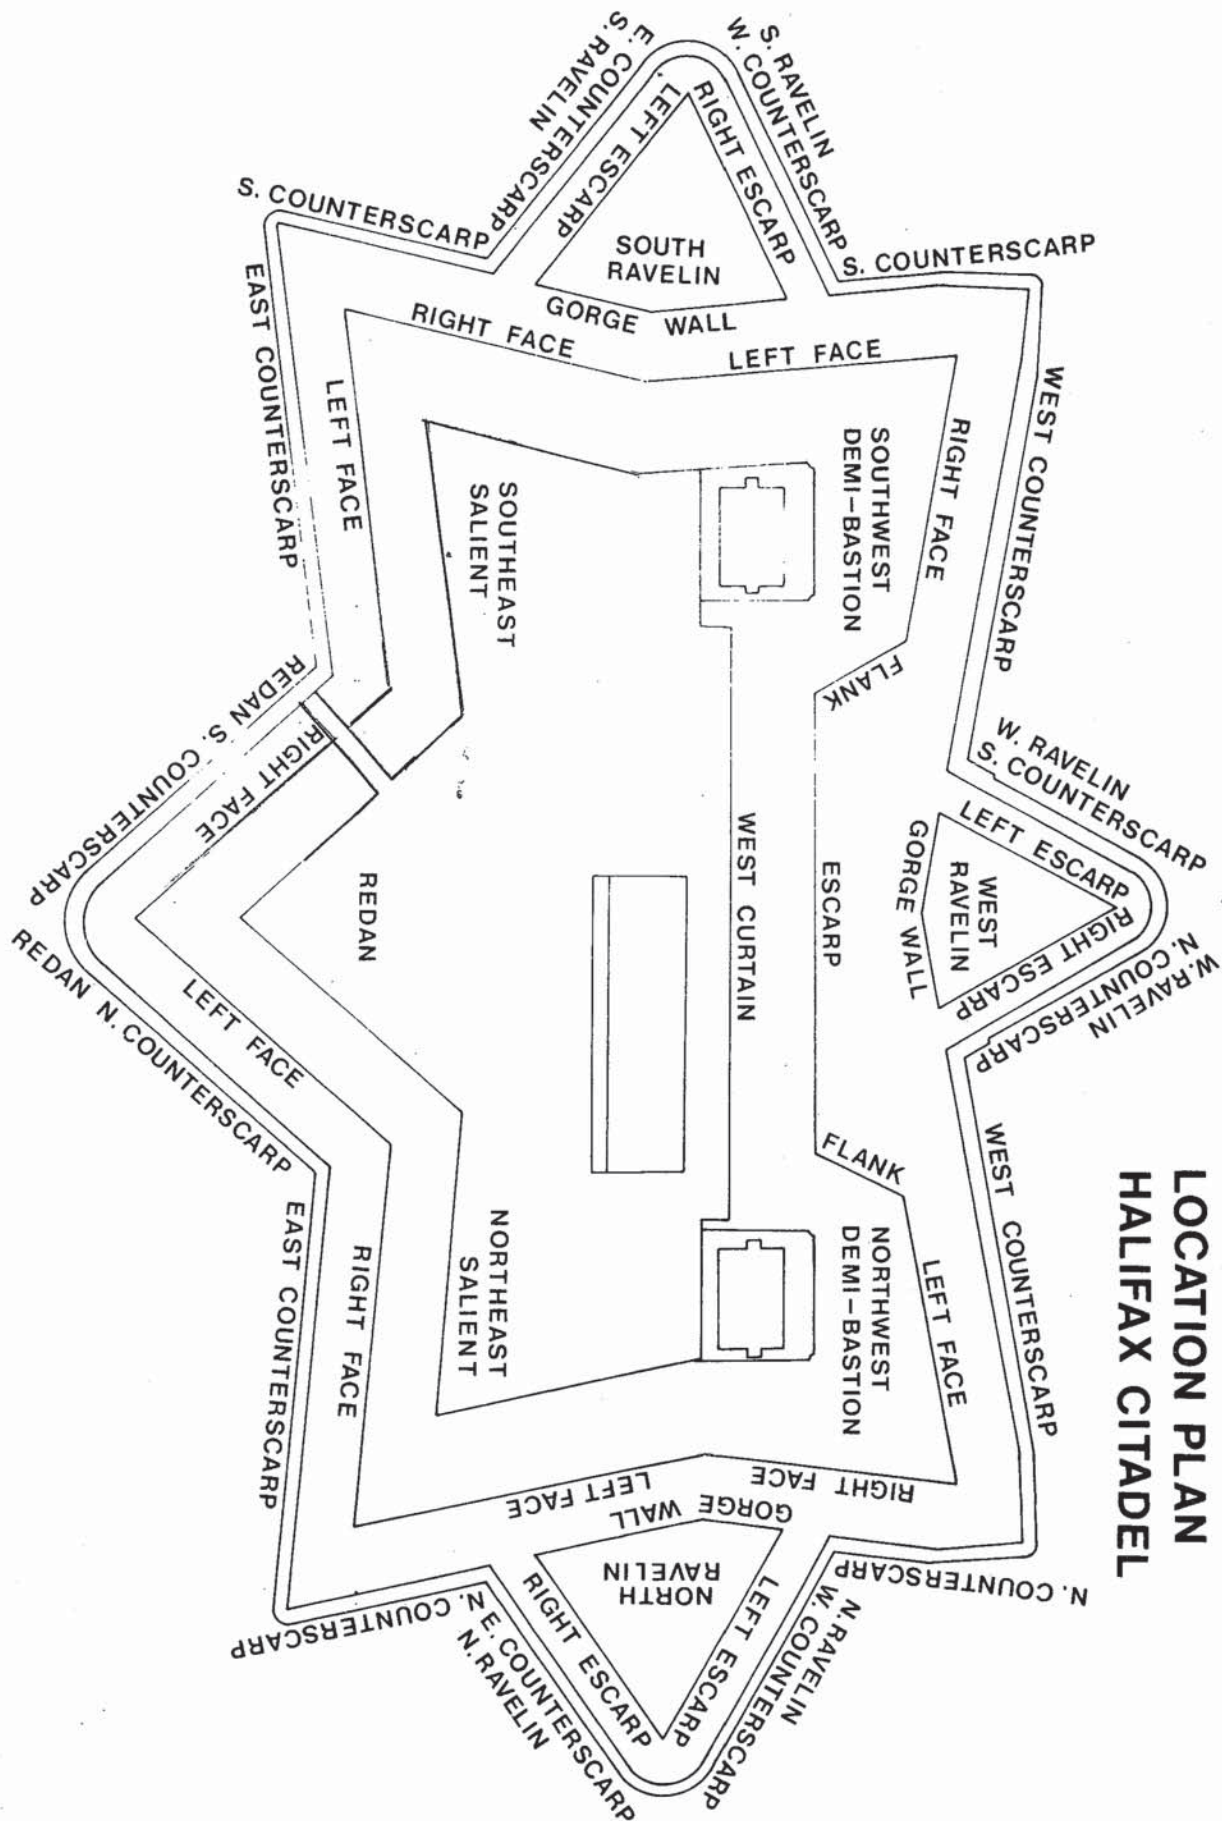 LOCATION PLAN
HALIFAX CITADEL
S. RAVELIN
E. COUNTERSCARP
S. RAVELIN
W. COUNTERSCARP
LEFT ESCARP
RIGHT ESCARP
SOUTH
RAVELIN
GORGE WALL
S. COUNTERSCARP
S. COUNTERSCARP
EAST COUNTERSCARP
RIGHT FACE
LEFT FACE
LEFT FACE
RIGHT FACE
WEST COUNTERSCARP
SOUTHEAST
SALIENT
SOUTHWEST
DEMI-BASTION
FLANK
REDAN S. COUNTERSCARP
RIGHT FACE
REDAN
WEST CURTAIN
ESCARP
W. RAVELIN
S. COUNTERSCARP
LEFT ESCARP
GORGE WALL
WEST
RAVELIN
RIGHT ESCARP
W. RAVELIN
N. COUNTERSCARP
REDAN N. COUNTERSCARP
LEFT FACE
FLANK
WEST COUNTERSCARP
EAST COUNTERSCARP
RIGHT FACE
NORTHEAST
SALIENT
NORTHWEST
DEMI-BASTION
LEFT FACE
LEFT FACE
RIGHT FACE
GORGE WALL
NORTH
RAVELIN
RIGHT ESCARP
LEFT ESCARP
N. COUNTERSCARP
N. COUNTERSCARP
E. COUNTERSCARP
N. RAVELIN
N. RAVELIN
W. COUNTERSCARP